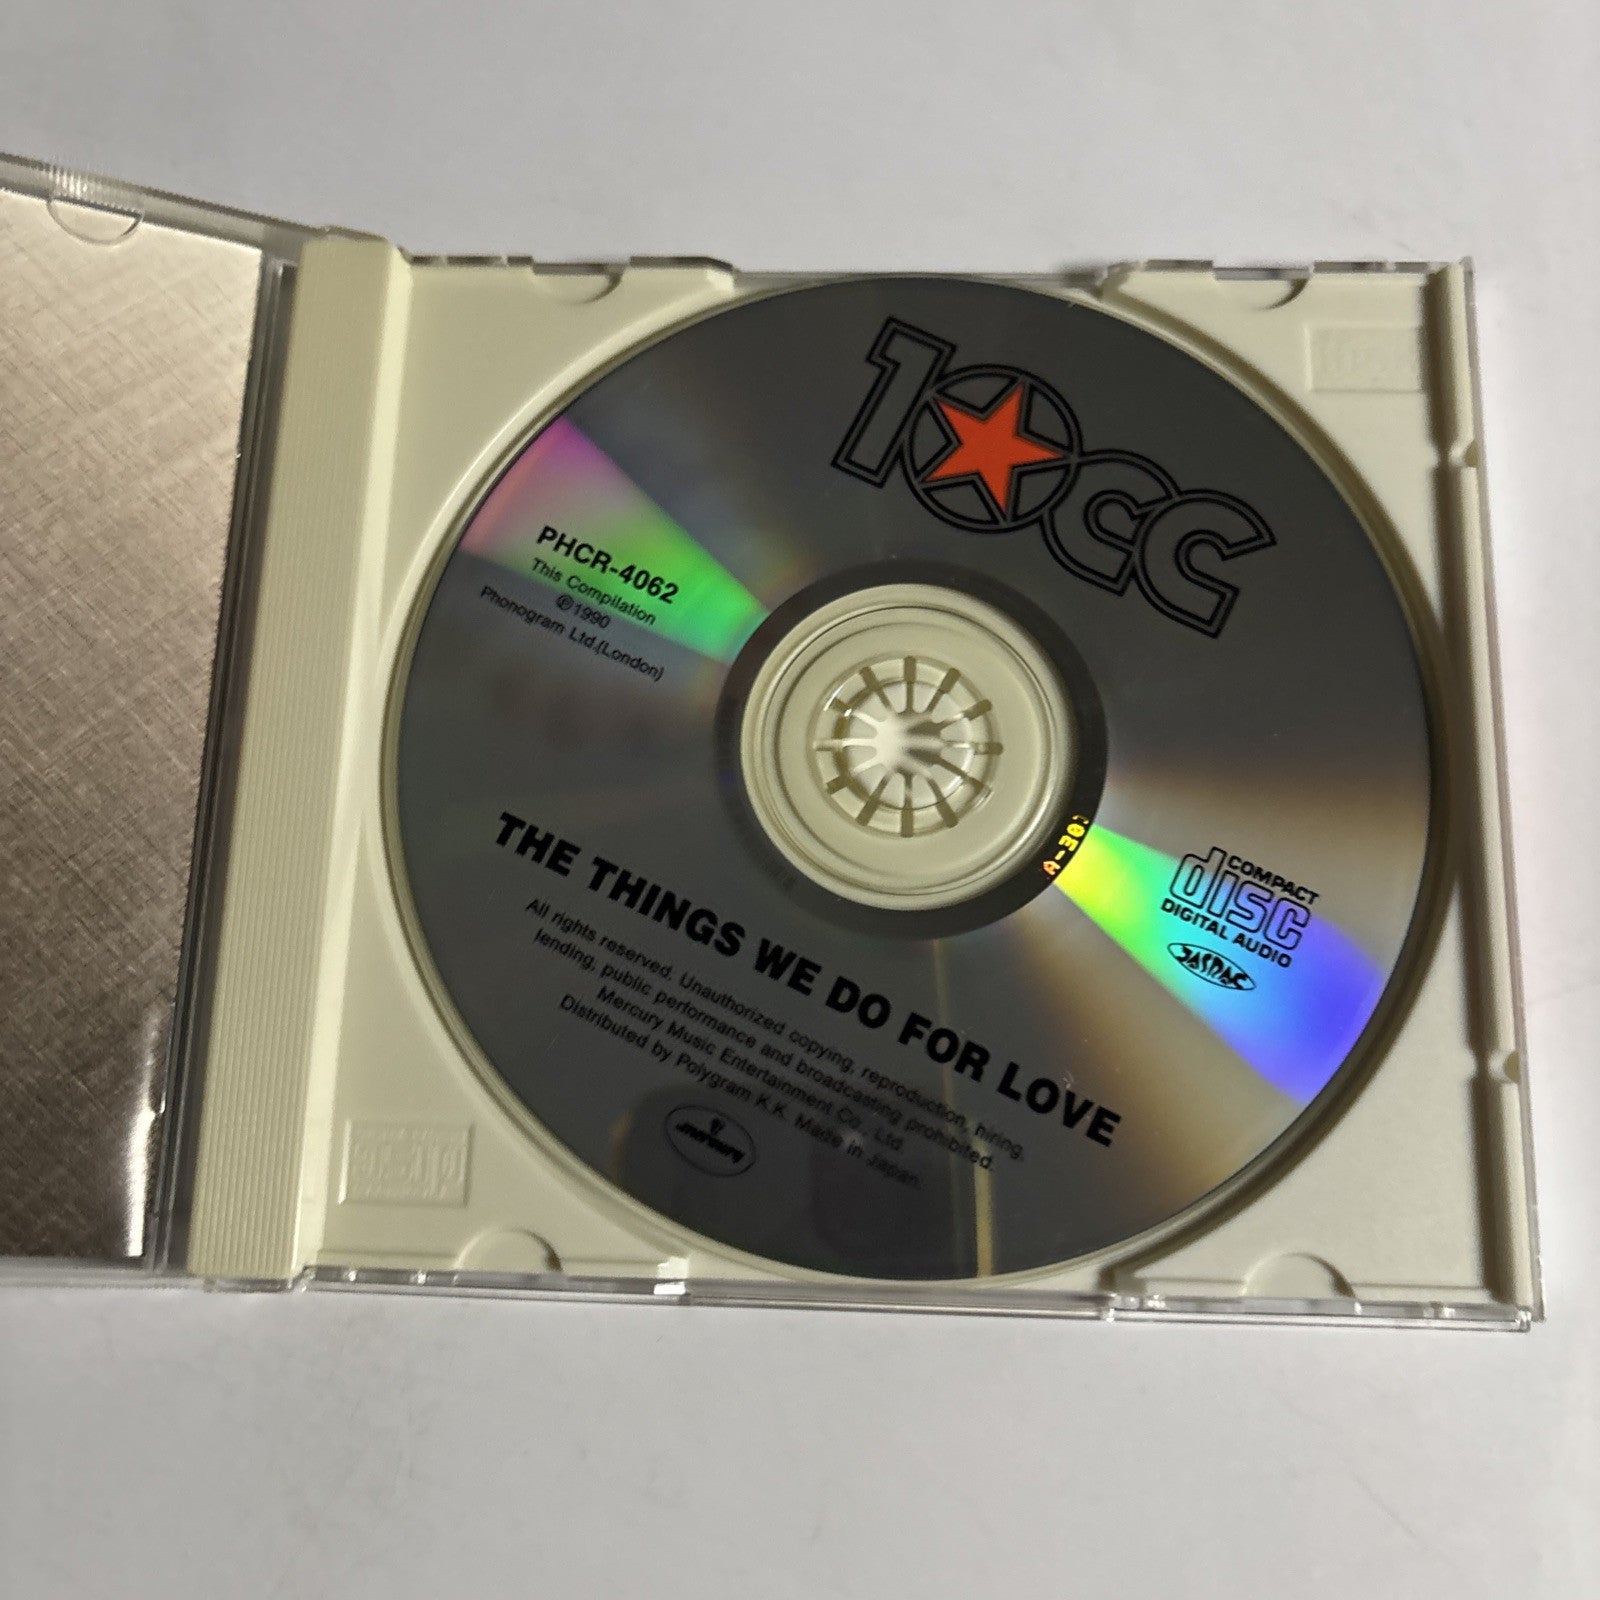 10cc
PHCR-4062
This Compilation
℗1990
Phonogram Ltd.(London)
COMPACT
disc
DIGITAL AUDIO
JASRAC
THE THINGS WE DO FOR LOVE
All rights reserved. Unauthorized copying, reproduction, hiring,
lending, public performance and broadcasting prohibited.
Mercury Music Entertainment Co., Ltd.
Distributed by Polygram K.K. Made in Japan.
mercury